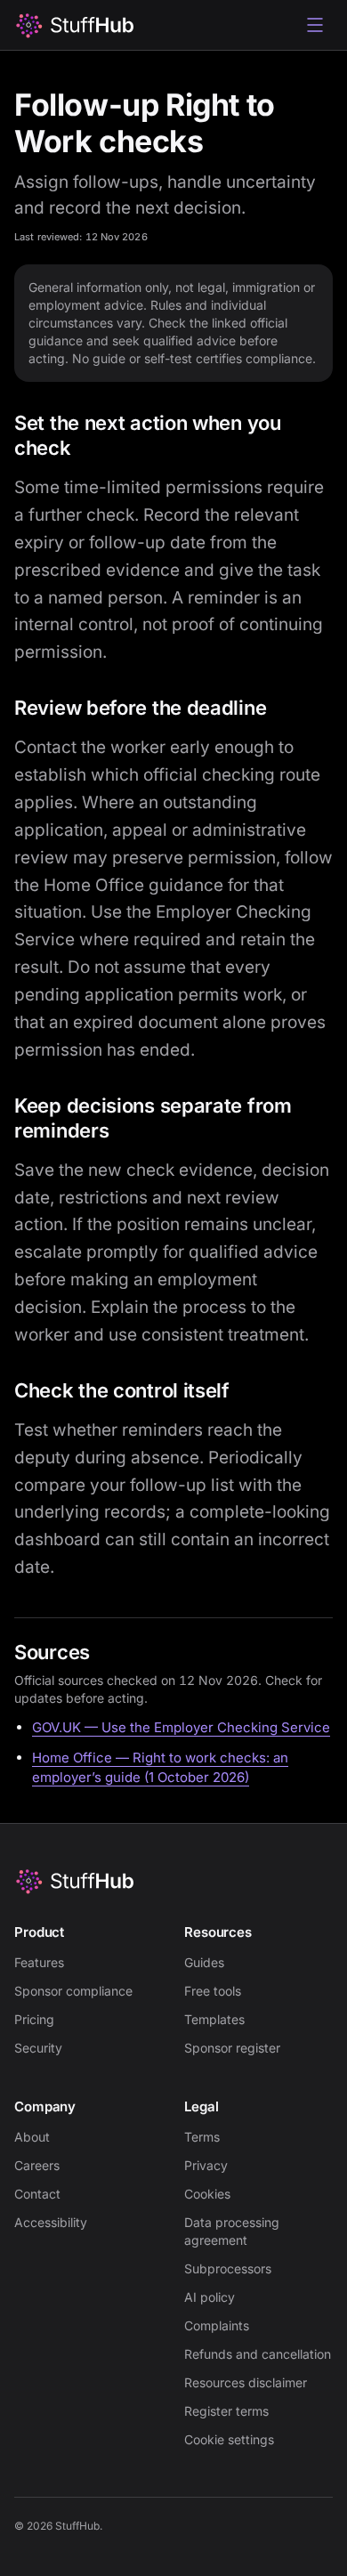 StuffHub
Follow-up Right to
Work checks
Assign follow-ups, handle uncertainty
and record the next decision.
Last reviewed: 12 Nov 2026
General information only, not legal, immigration or
employment advice. Rules and individual
circumstances vary. Check the linked official
guidance and seek qualified advice before
acting. No guide or self-test certifies compliance.
Set the next action when you
check
Some time-limited permissions require
a further check. Record the relevant
expiry or follow-up date from the
prescribed evidence and give the task
to a named person. A reminder is an
internal control, not proof of continuing
permission.
Review before the deadline
Contact the worker early enough to
establish which official checking route
applies. Where an outstanding
application, appeal or administrative
review may preserve permission, follow
the Home Office guidance for that
situation. Use the Employer Checking
Service where required and retain the
result. Do not assume that every
pending application permits work, or
that an expired document alone proves
permission has ended.
Keep decisions separate from
reminders
Save the new check evidence, decision
date, restrictions and next review
action. If the position remains unclear,
escalate promptly for qualified advice
before making an employment
decision. Explain the process to the
worker and use consistent treatment.
Check the control itself
Test whether reminders reach the
deputy during absence. Periodically
compare your follow-up list with the
underlying records; a complete-looking
dashboard can still contain an incorrect
date.
Sources
Official sources checked on 12 Nov 2026. Check for
updates before acting.
• GOV.UK — Use the Employer Checking Service
• Home Office — Right to work checks: an
employer’s guide (1 October 2026)
StuffHub
Product
Features
Sponsor compliance
Pricing
Security
Resources
Guides
Free tools
Templates
Sponsor register
Company
About
Careers
Contact
Accessibility
Legal
Terms
Privacy
Cookies
Data processing
agreement
Subprocessors
AI policy
Complaints
Refunds and cancellation
Resources disclaimer
Register terms
Cookie settings
© 2026 StuffHub.